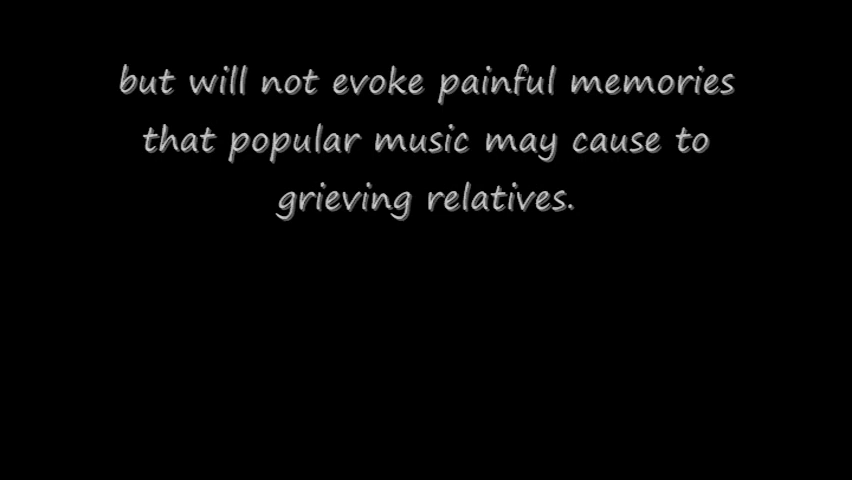 but will not evoke painful memories
that popular music may cause to
grieving relatives.